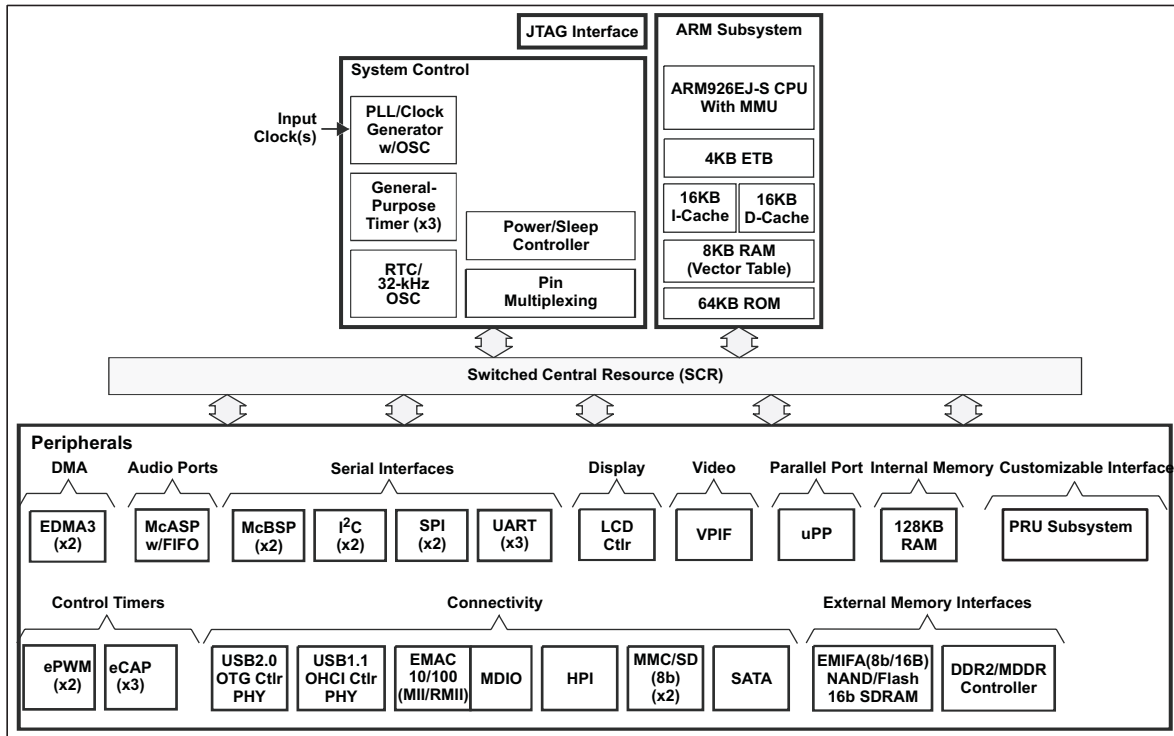 JTAG Interface
System Control
Input
Clock(s)
PLL/Clock
Generator
w/OSC
General-
Purpose
Timer (x3)
RTC/
32-kHz
OSC
Power/Sleep
Controller
Pin
Multiplexing
ARM Subsystem
ARM926EJ-S CPU
With MMU
4KB ETB
16KB
I-Cache
16KB
D-Cache
8KB RAM
(Vector Table)
64KB ROM
Switched Central Resource (SCR)
Peripherals
DMA
EDMA3
(x2)
Audio Ports
McASP
w/FIFO
Serial Interfaces
McBSP
(x2)
I²C
(x2)
SPI
(x2)
UART
(x3)
Display
LCD
Ctlr
Video
VPIF
Parallel Port
uPP
Internal Memory
128KB
RAM
Customizable Interface
PRU Subsystem
Control Timers
ePWM
(x2)
eCAP
(x3)
Connectivity
USB2.0
OTG Ctlr
PHY
USB1.1
OHCI Ctlr
PHY
EMAC
10/100
(MII/RMII)
MDIO
HPI
MMC/SD
(8b)
(x2)
SATA
External Memory Interfaces
EMIFA(8b/16B)
NAND/Flash
16b SDRAM
DDR2/MDDR
Controller